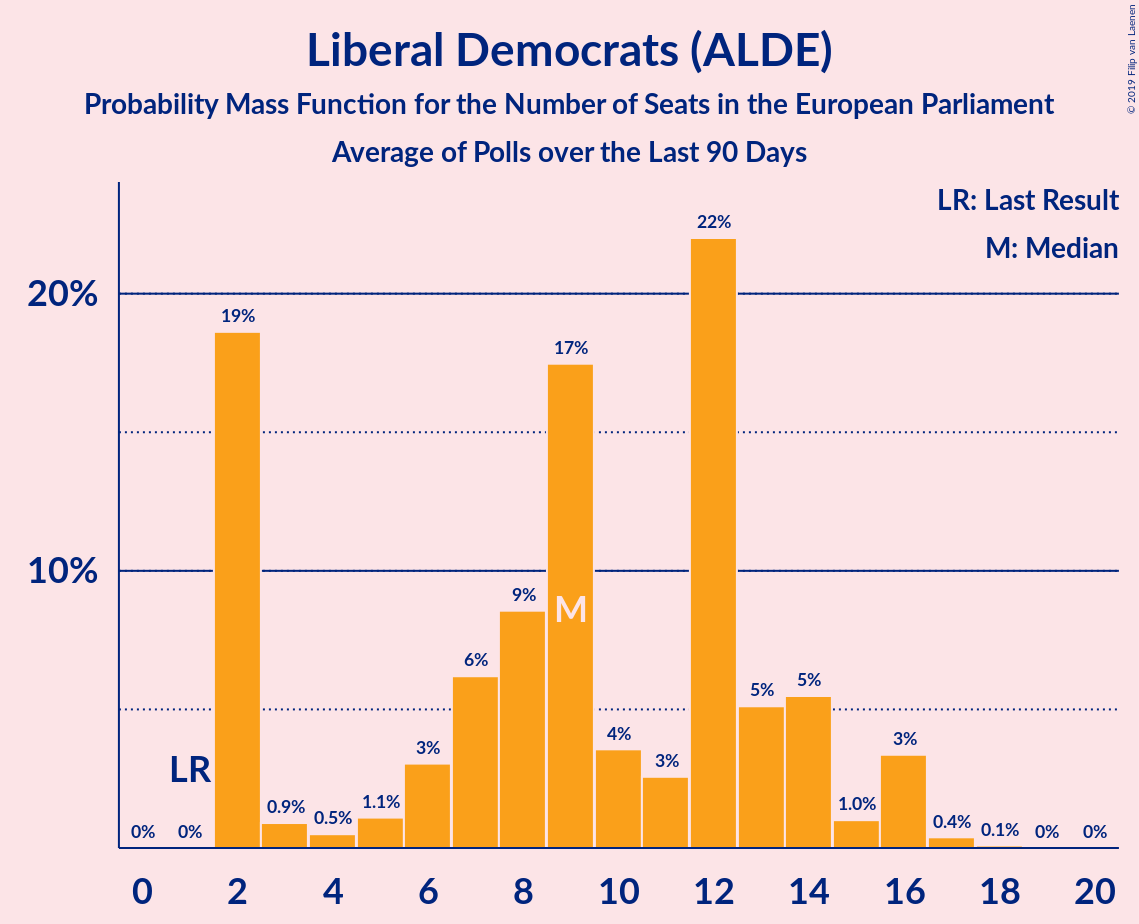 Liberal Democrats (ALDE)
Probability Mass Function for the Number of Seats in the European Parliament
Average of Polls over the Last 90 Days
© 2019 Filip van Laenen
LR: Last Result
M: Median
20%
10%
0%
0%
19%
0.9%
0.5%
1.1%
3%
6%
9%
17%
4%
3%
22%
5%
5%
1.0%
3%
0.4%
0.1%
0%
0%
LR
M
0 2 4 6 8 10 12 14 16 18 20